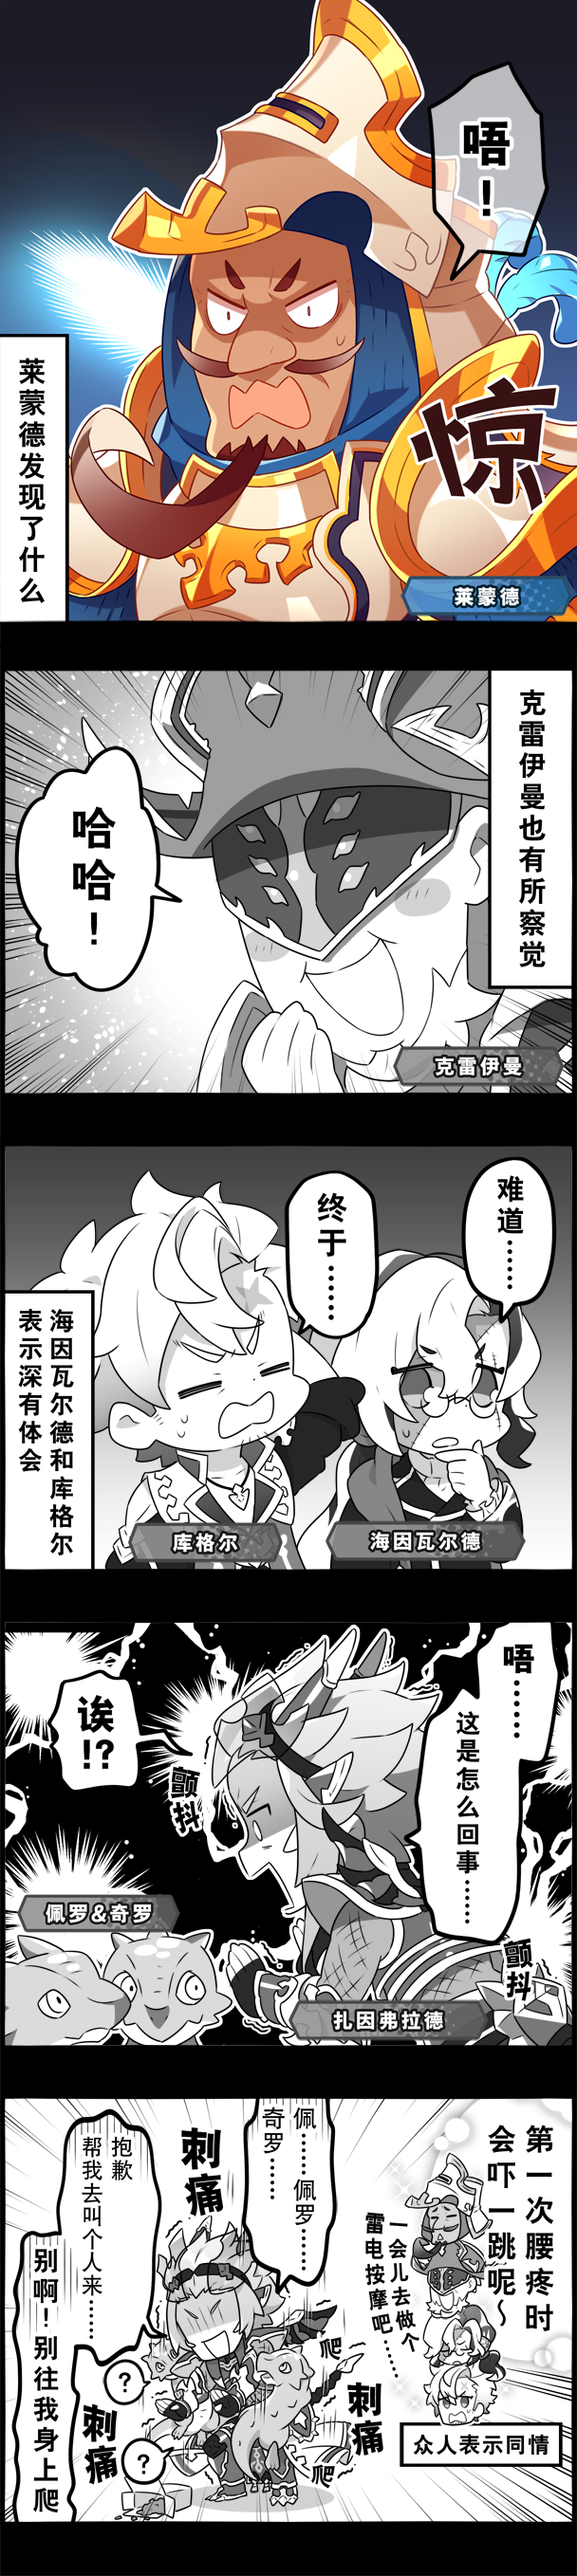 唔！
莱蒙德发现了什么
惊
莱蒙德
克雷伊曼也有所察觉
哈哈！
克雷伊曼
难道……
终于……
海因瓦尔德和库格尔
表示深有体会
库格尔
海因瓦尔德
唔……
这是怎么回事……
诶!?
颤抖
颤抖
佩罗&奇罗
扎因弗拉德
第一次腰疼时
会吓一跳呢～
一会儿去做个
雷电按摩吧……
众人表示同情
佩……佩罗……
奇罗……
刺痛
抱歉
帮我去叫个人来……
别啊！别往我身上爬
?
?
爬
爬
刺痛
刺痛